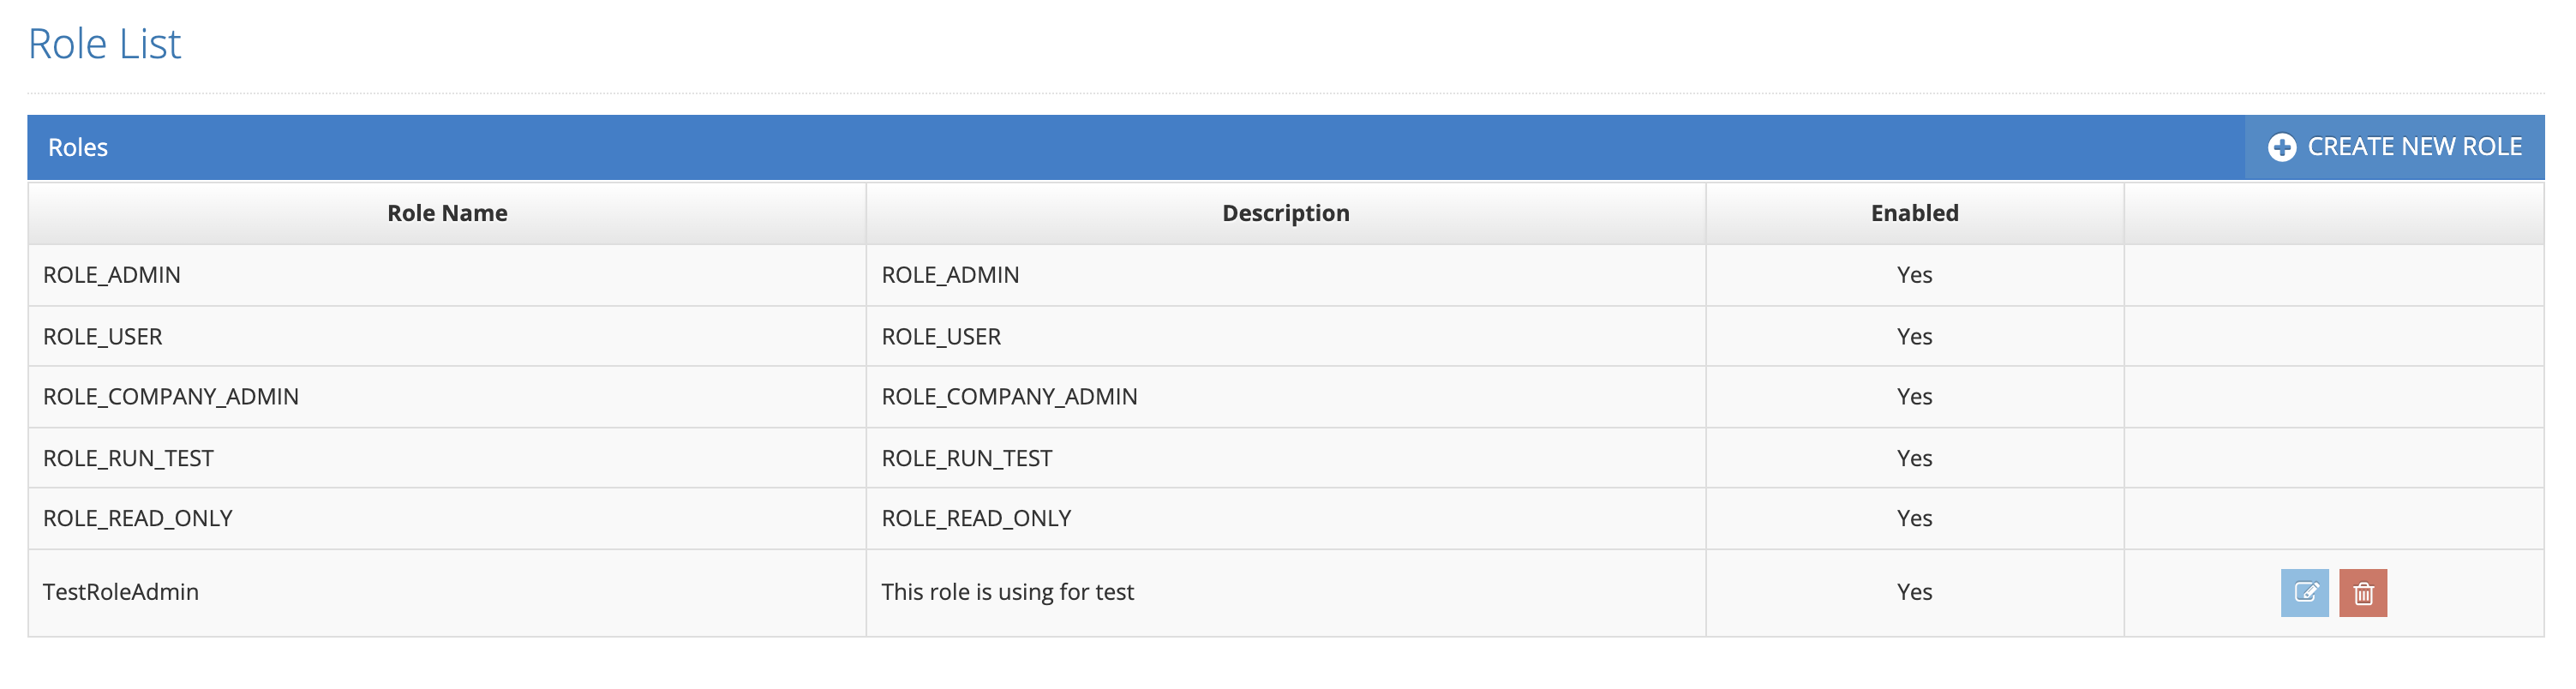 Role List
Roles
CREATE NEW ROLE
Role Name Description Enabled
ROLE_ADMIN ROLE_ADMIN Yes
ROLE_USER ROLE_USER Yes
ROLE_COMPANY_ADMIN ROLE_COMPANY_ADMIN Yes
ROLE_RUN_TEST ROLE_RUN_TEST Yes
ROLE_READ_ONLY ROLE_READ_ONLY Yes
TestRoleAdmin This role is using for test Yes